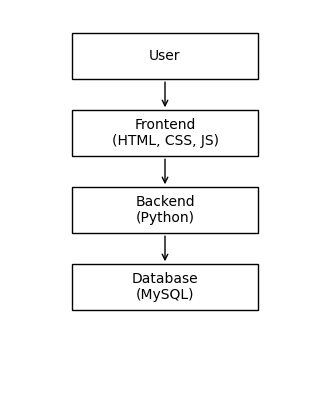 User
Frontend
(HTML, CSS, JS)
Backend
(Python)
Database
(MySQL)